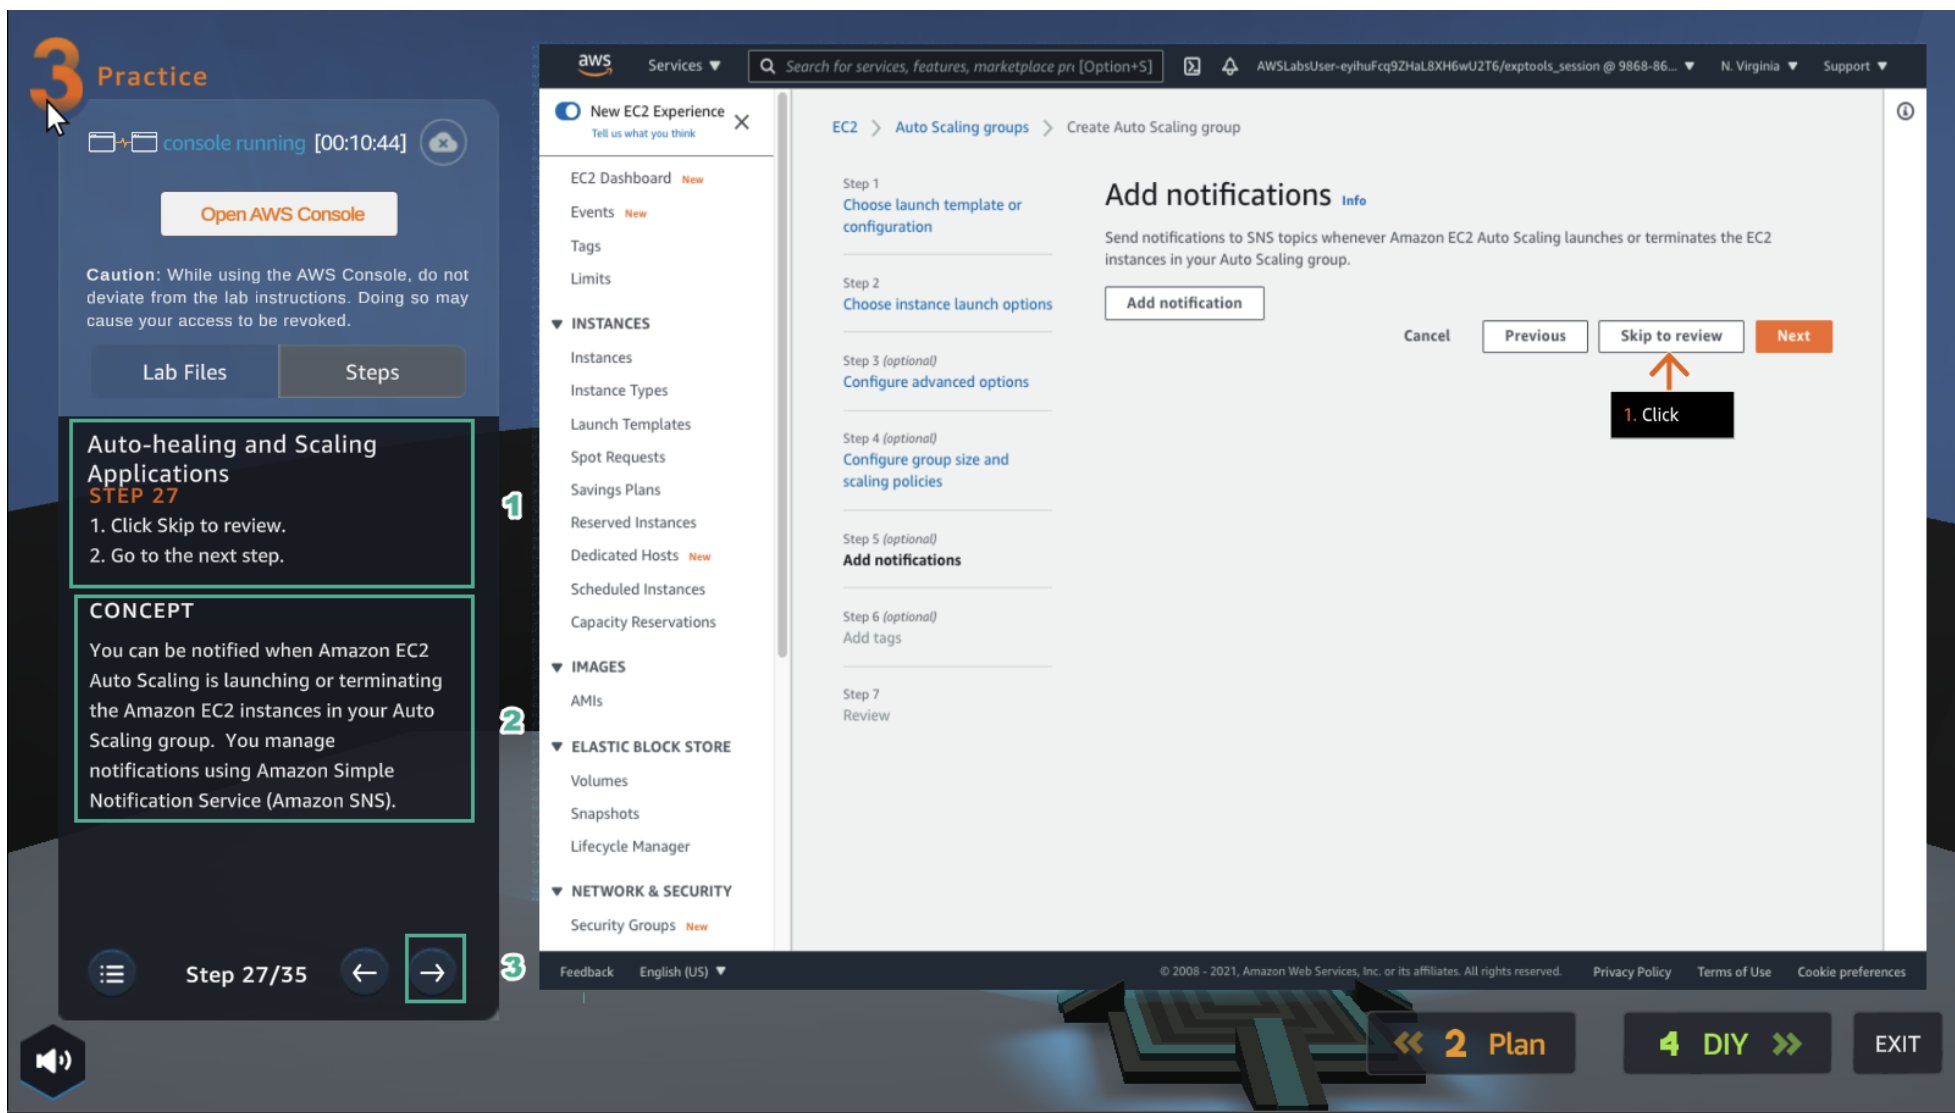 3 Practice
console running [00:10:44]
Open AWS Console
Caution: While using the AWS Console, do not
deviate from the lab instructions. Doing so may
cause your access to be revoked.
Lab Files
Steps
Auto-healing and Scaling
Applications
STEP 27
1. Click Skip to review.
2. Go to the next step.
1
CONCEPT
You can be notified when Amazon EC2
Auto Scaling is launching or terminating
the Amazon EC2 instances in your Auto
Scaling group. You manage
notifications using Amazon Simple
Notification Service (Amazon SNS).
2
Step 27/35
3
aws
Services
Search for services, features, marketplace pr [Option+S]
AWSLabsUser-eyihuFcq9ZHaL8XH6wU2T6/exptools_session @ 9868-86...
N. Virginia
Support
New EC2 Experience
Tell us what you think
EC2 Dashboard New
Events New
Tags
Limits
INSTANCES
Instances
Instance Types
Launch Templates
Spot Requests
Savings Plans
Reserved Instances
Dedicated Hosts New
Scheduled Instances
Capacity Reservations
IMAGES
AMIs
ELASTIC BLOCK STORE
Volumes
Snapshots
Lifecycle Manager
NETWORK & SECURITY
Security Groups New
EC2 > Auto Scaling groups > Create Auto Scaling group
Step 1
Choose launch template or
configuration
Step 2
Choose instance launch options
Step 3 (optional)
Configure advanced options
Step 4 (optional)
Configure group size and
scaling policies
Step 5 (optional)
Add notifications
Step 6 (optional)
Add tags
Step 7
Review
Add notifications Info
Send notifications to SNS topics whenever Amazon EC2 Auto Scaling launches or terminates the EC2
instances in your Auto Scaling group.
Add notification
Cancel
Previous
Skip to review
Next
1. Click
Feedback
English (US)
© 2008 - 2021, Amazon Web Services, Inc. or its affiliates. All rights reserved.
Privacy Policy
Terms of Use
Cookie preferences
2 Plan
4 DIY
EXIT